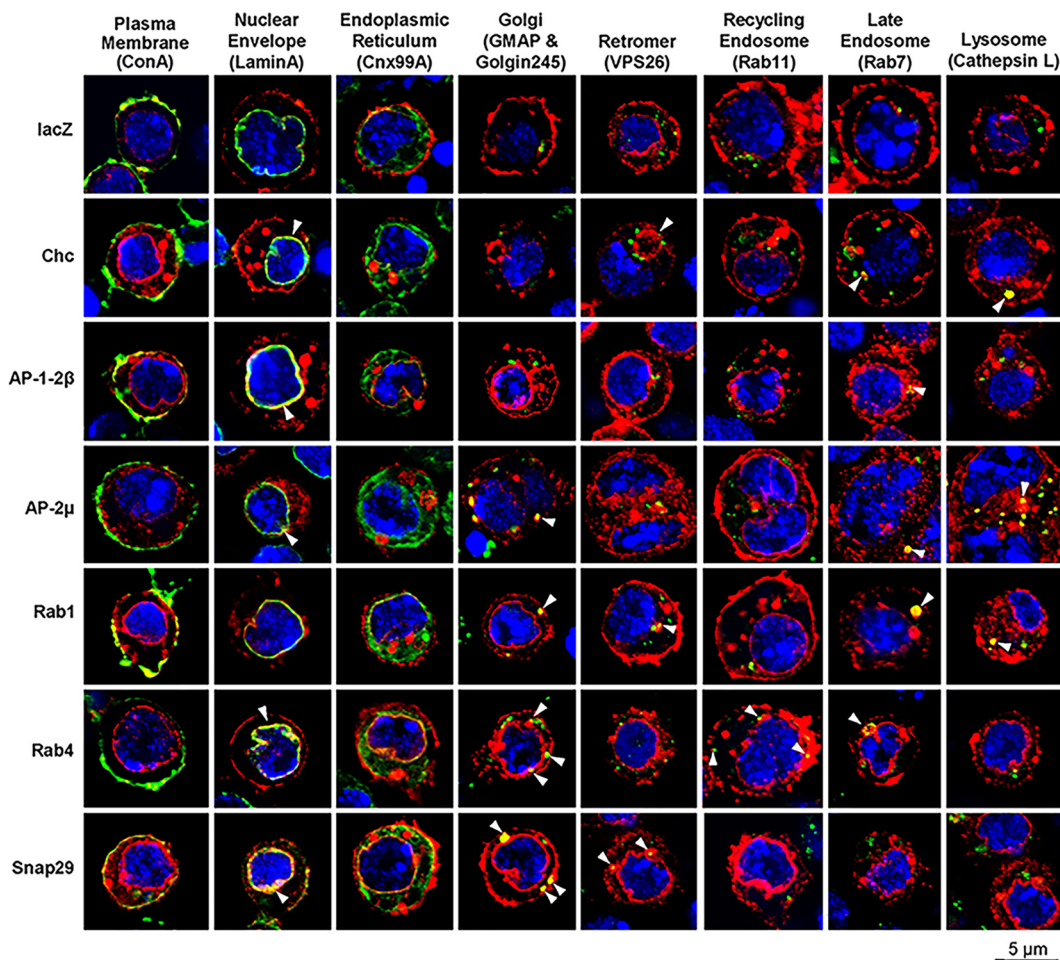 Plasma
Membrane
(ConA)
Nuclear
Envelope
(LaminA)
Endoplasmic
Reticulum
(Cnx99A)
Golgi
(GMAP &
Golgin245)
Retromer
(VPS26)
Recycling
Endosome
(Rab11)
Late
Endosome
(Rab7)
Lysosome
(Cathepsin L)
lacZ
Chc
AP-1-2β
AP-2μ
Rab1
Rab4
Snap29
5 μm